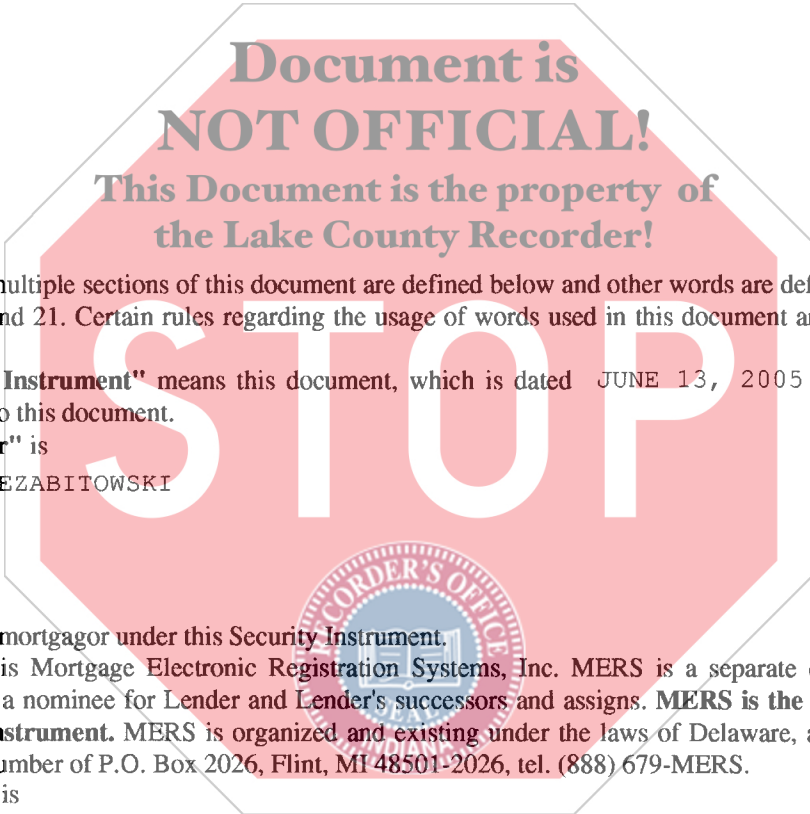 Document is
NOT OFFICIAL!
This Document is the property of
the Lake County Recorder!
multiple sections of this document are defined below and other words are def
nd 21. Certain rules regarding the usage of words used in this document a
Instrument" means this document, which is dated JUNE 13, 2005
o this document.
r" is
EZABITOWSKI
STOP
RECORDER'S OFFICE
SEAL
INDIANA
mortgagor under this Security Instrument.
is Mortgage Electronic Registration Systems, Inc. MERS is a separate
a nominee for Lender and Lender's successors and assigns. MERS is the
strument. MERS is organized and existing under the laws of Delaware, a
umber of P.O. Box 2026, Flint, MI 48501-2026, tel. (888) 679-MERS.
is